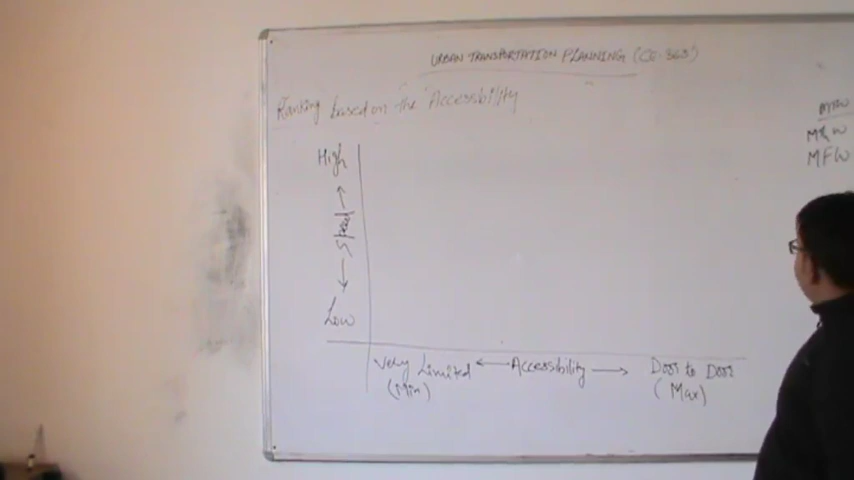 URBAN TRANSPORTATION PLANNING (CE-363)
Ranking based on the Accessibility
High
Speed
Low
Very Limited ← Accessibility → Door to Door
(Min) (Max)
MFW